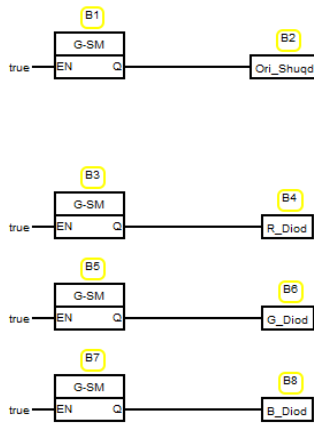 B1
G-SM
B2
true EN Q Ori_Shuqd
B3
G-SM
B4
true EN Q R_Diod
B5
G-SM
B6
true EN Q G_Diod
B7
G-SM
B8
true EN Q B_Diod